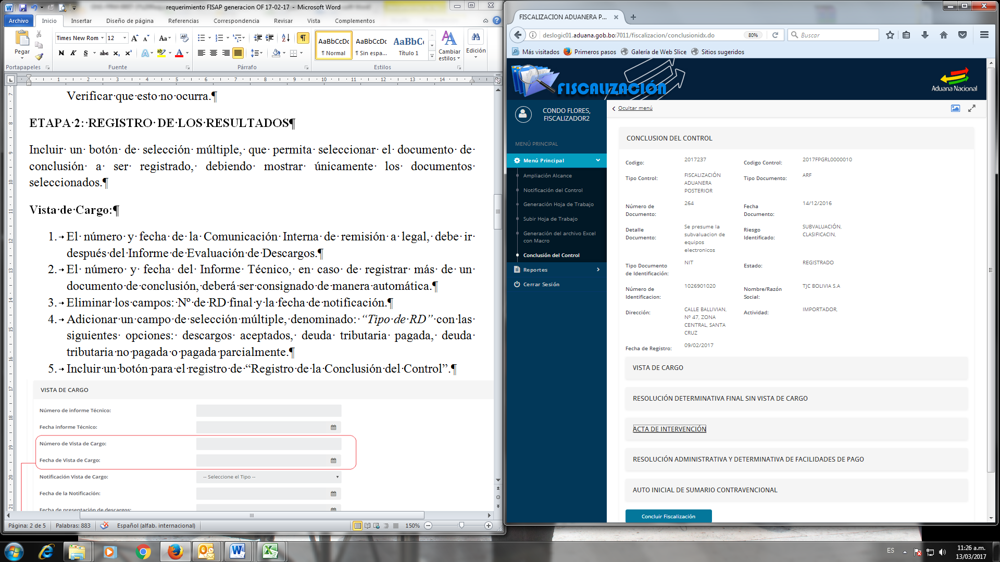 requerimiento FISAP generacion OF 17-02-17 - Microsoft Word
Archivo Inicio Insertar Diseño de página Referencias Correspondencia Revisar Vista Complementos
Pegar
Times New Rom 12
AaBbCcDc AaBbCcDc AaBbC
¶ Normal ¶ Sin espa... Título 1
Cambiar estilos
Edición
Portapapeles Fuente Párrafo Estilos
Verificar que esto no ocurra.¶
ETAPA 2: REGISTRO DE LOS RESULTADOS¶
Incluir un botón de selección múltiple, que permita seleccionar el documento de
conclusión a ser registrado, debiendo mostrar únicamente los documentos
seleccionados.¶
Vista de Cargo:¶
1. El número y fecha de la Comunicación Interna de remisión a legal, debe ir
después del Informe de Evaluación de Descargos.¶
2. El número y fecha del Informe Técnico, en caso de registrar más de un
documento de conclusión, deberá ser consignado de manera automática.¶
3. Eliminar los campos: Nº de RD final y la fecha de notificación.¶
4. Adicionar un campo de selección múltiple, denominado: “Tipo de RD” con las
siguientes opciones: descargos aceptados, deuda tributaria pagada, deuda
tributaria no pagada o pagada parcialmente.¶
5. Incluir un botón para el registro de “Registro de la Conclusión del Control”.¶
VISTA DE CARGO
Número de informe Técnico:
Fecha informe Técnico:
Número de Vista de Cargo:
Fecha de Vista de Cargo:
Notificación Vista de Cargo: -- Seleccione el Tipo --
Fecha de la Notificación:
Fecha de presentación de descargos:
Página: 2 de 5 Palabras: 883 Español (alfab. internacional) 150%
FISCALIZACION ADUANERA P...
deslogic01.aduana.gob.bo:7011/fiscalizacion/conclusionidx.do 80% Buscar
Más visitados Primeros pasos Galería de Web Slice Sitios sugeridos
FISCALIZACIÓN
Aduana Nacional
CONDO FLORES,
FISCALIZADOR2
Ocultar menú
MENÚ PRINCIPAL
Menú Principal
Ampliación Alcance
Notificación del Control
Generación Hoja de Trabajo
Subir Hoja de Trabajo
Generación del archivo Excel
con Macro
Conclusión del Control
Reportes
Cerrar Sesión
CONCLUSION DEL CONTROL
Codigo: 2017237 Codigo Control: 2017FPGRL0000010
Tipo Control: FISCALIZACIÓN ADUANERA POSTERIOR Tipo Documento: ARF
Número de Documento: 264 Fecha Documento: 14/12/2016
Detalle Documento: Se presume la subvaluacion de equipos electronicos Riesgo Identificado: SUBVALUACIÓN, CLASIFICACIN,
Tipo Documento de Identificación: NIT Estado: REGISTRADO
Número de Identificacion: 1026901020 Nombre/Razón Social: TJC BOLIVIA S.A
Dirección: CALLE BALLIVIAN, Nº 47, ZONA CENTRAL, SANTA CRUZ Actividad: IMPORTADOR,
Fecha de Registro: 09/02/2017
VISTA DE CARGO
RESOLUCIÓN DETERMINATIVA FINAL SIN VISTA DE CARGO
ACTA DE INTERVENCIÓN
RESOLUCIÓN ADMINISTRATIVA Y DETERMINATIVA DE FACILIDADES DE PAGO
AUTO INICIAL DE SUMARIO CONTRAVENCIONAL
Concluir Fiscalización
ES
11:26 a.m.
13/03/2017